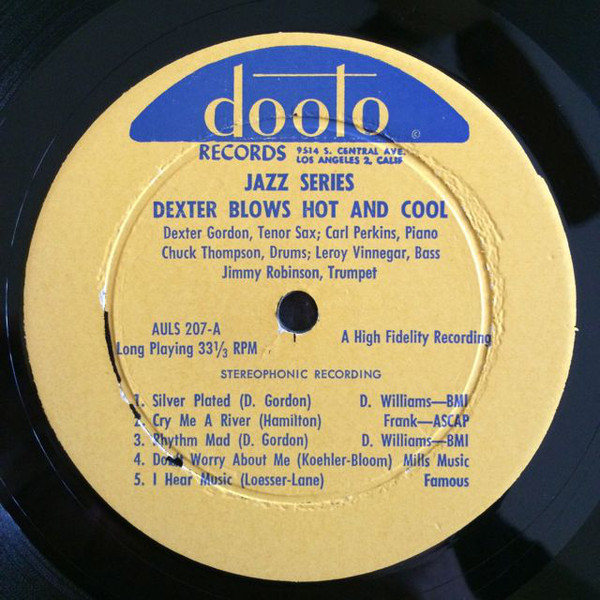 dooto
©
RECORDS 9514 S. CENTRAL AVE.
LOS ANGELES 2, CALIF
JAZZ SERIES
DEXTER BLOWS HOT AND COOL
Dexter Gordon, Tenor Sax; Carl Perkins, Piano
Chuck Thompson, Drums; Leroy Vinnegar, Bass
Jimmy Robinson, Trumpet
AULS 207-A
Long Playing 33⅓ RPM
A High Fidelity Recording
STEREOPHONIC RECORDING
1. Silver Plated (D. Gordon) D. Williams—BMI
2. Cry Me A River (Hamilton) Frank—ASCAP
3. Rhythm Mad (D. Gordon) D. Williams—BMI
4. Don't Worry About Me (Koehler-Bloom) Mills Music
5. I Hear Music (Loesser-Lane) Famous